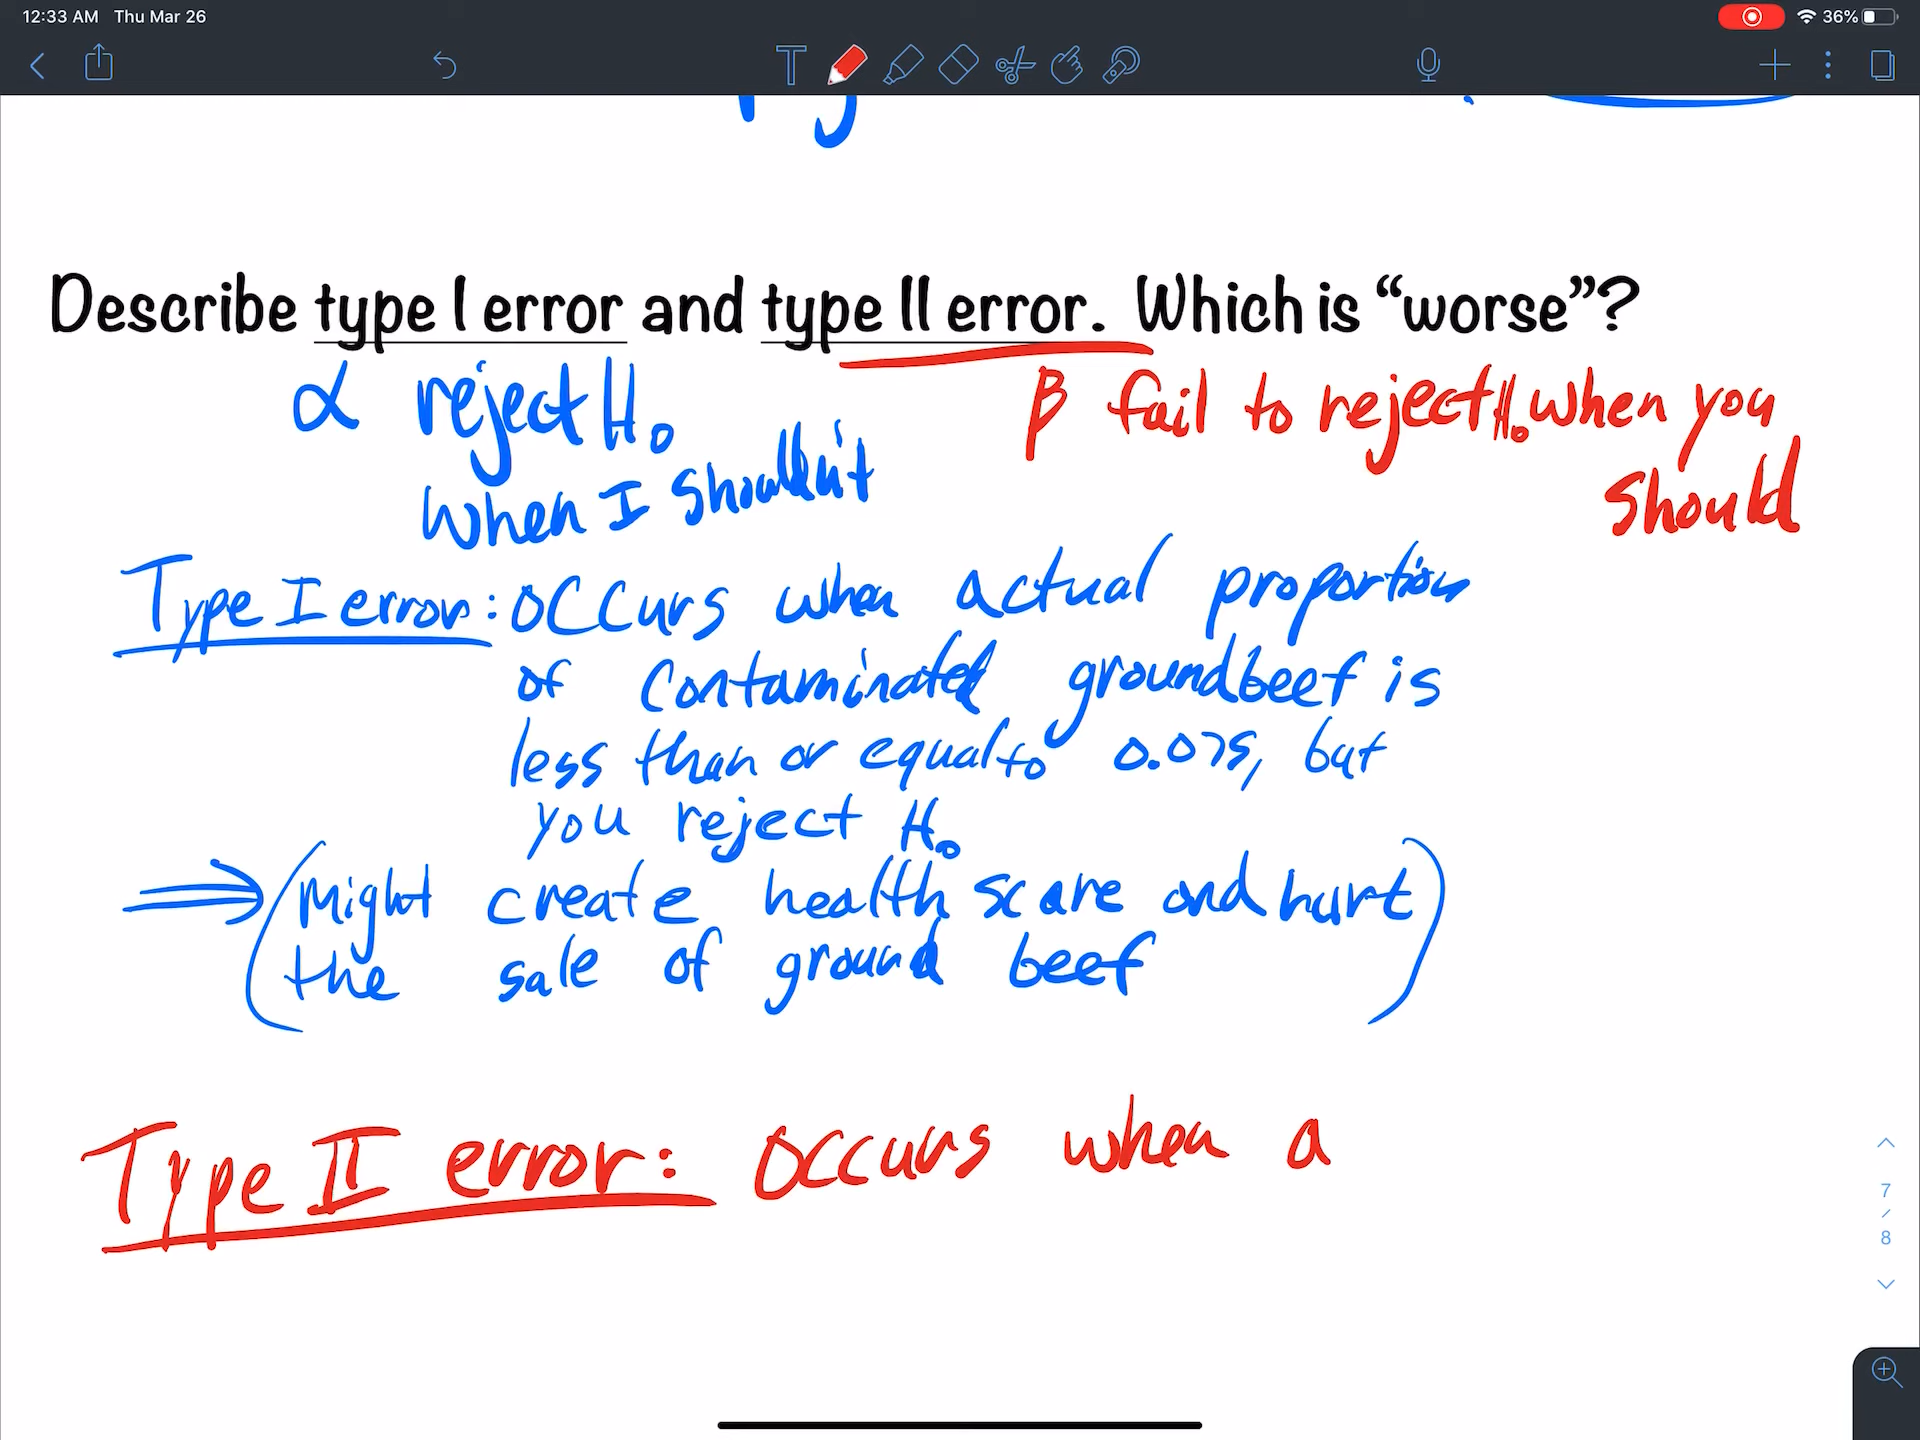 12:33 AM Thu Mar 26
36%
Describe type I error and type II error. Which is “worse”?
α reject H₀
when I shouldn't
β fail to reject H₀ when you
should
Type I error: occurs when actual proportion
of contaminated ground beef is
less than or equal to 0.075, but
you reject H₀
⇒ (Might create health scare and hurt
the sale of ground beef)
Type II error: occurs when a
7
/
8